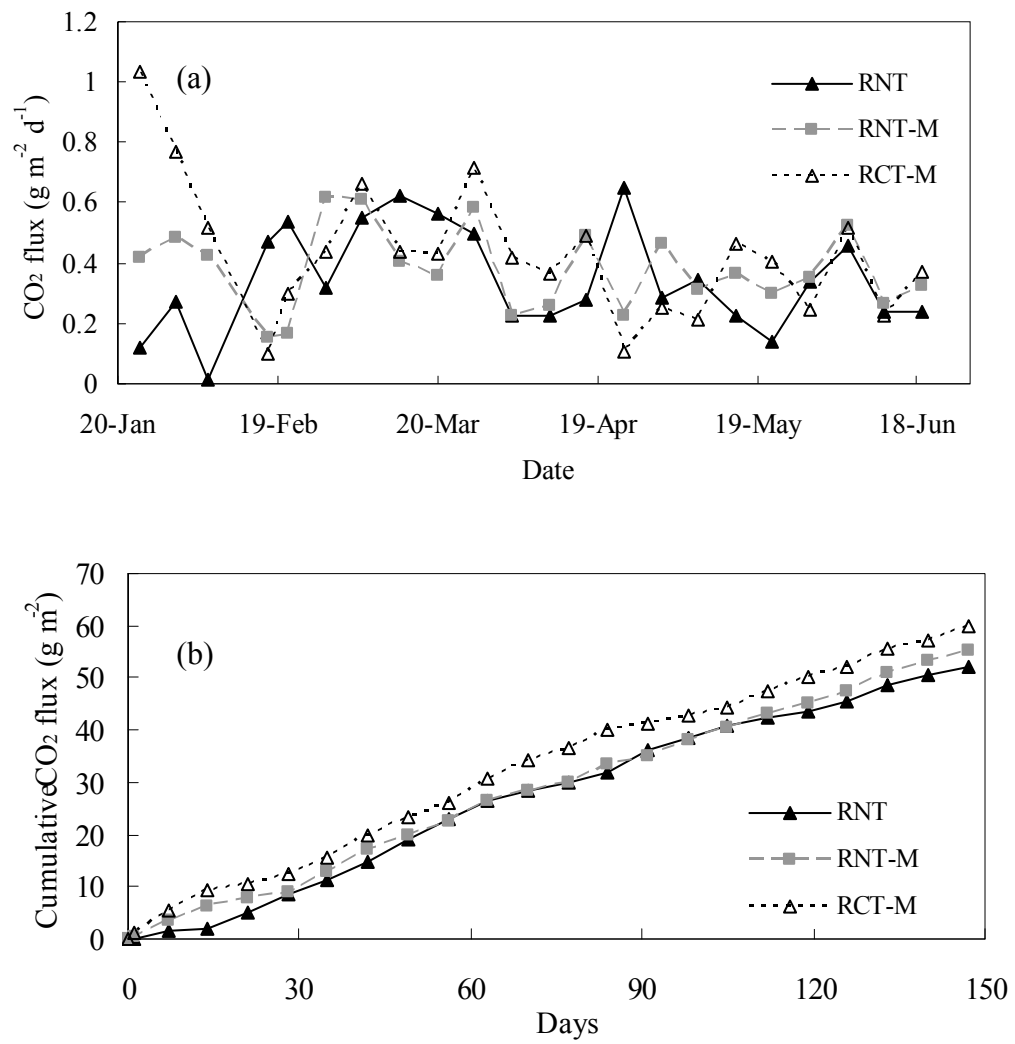 1.2
1
0.8
0.6
0.4
0.2
0
CO₂ flux (g m⁻² d⁻¹)
(a)
RNT
RNT-M
RCT-M
20-Jan 19-Feb 20-Mar 19-Apr 19-May 18-Jun
Date
70
60
50
40
30
20
10
0
CumulativeCO₂ flux (g m⁻²)
(b)
RNT
RNT-M
RCT-M
0 30 60 90 120 150
Days